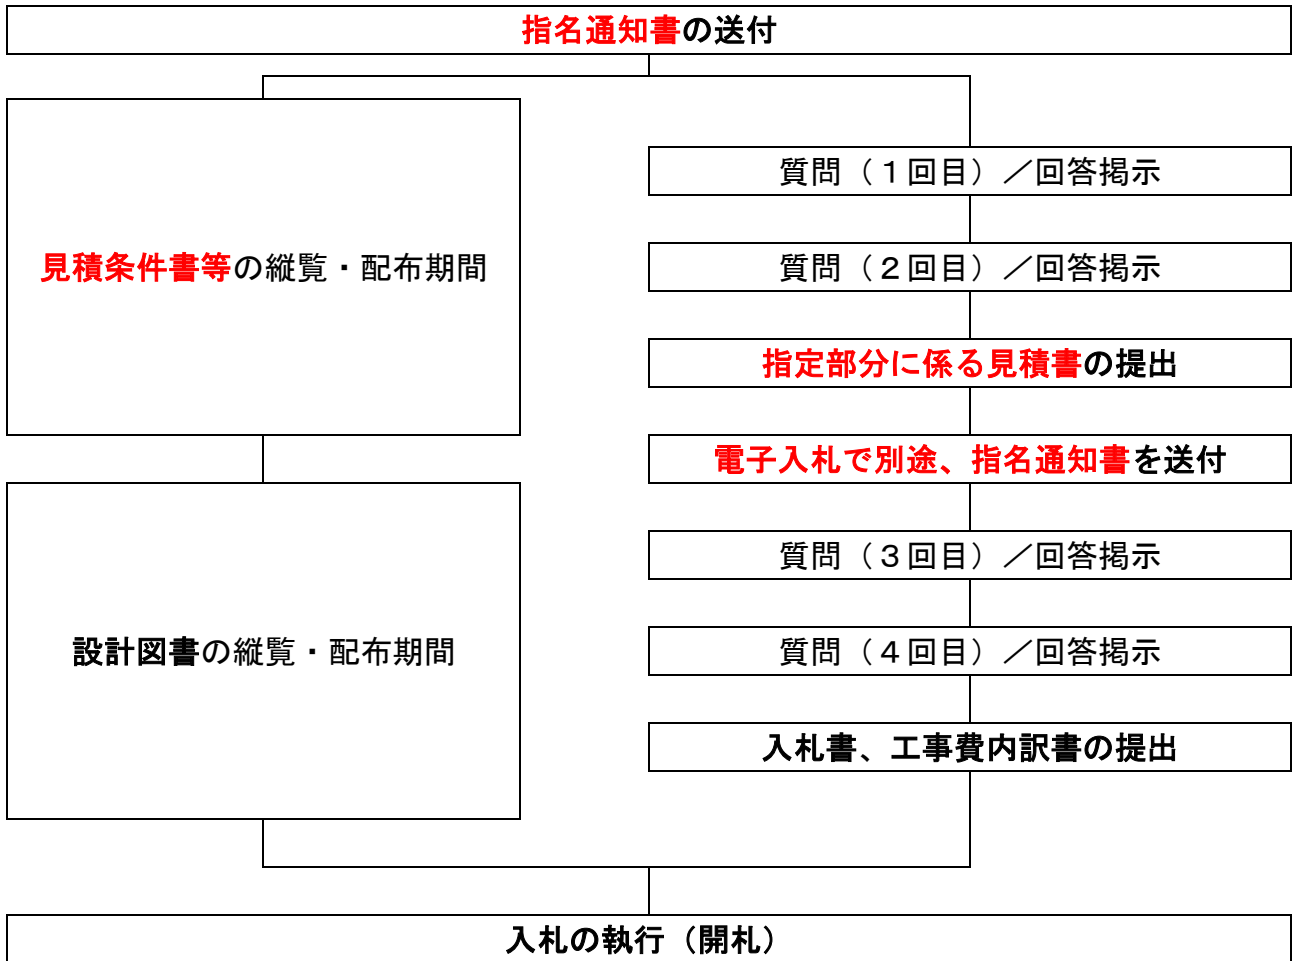 指名通知書の送付
見積条件書等の縦覧・配布期間
質問（１回目）／回答掲示
質問（２回目）／回答掲示
指定部分に係る見積書の提出
電子入札で別途、指名通知書を送付
設計図書の縦覧・配布期間
質問（３回目）／回答掲示
質問（４回目）／回答掲示
入札書、工事費内訳書の提出
入札の執行（開札）